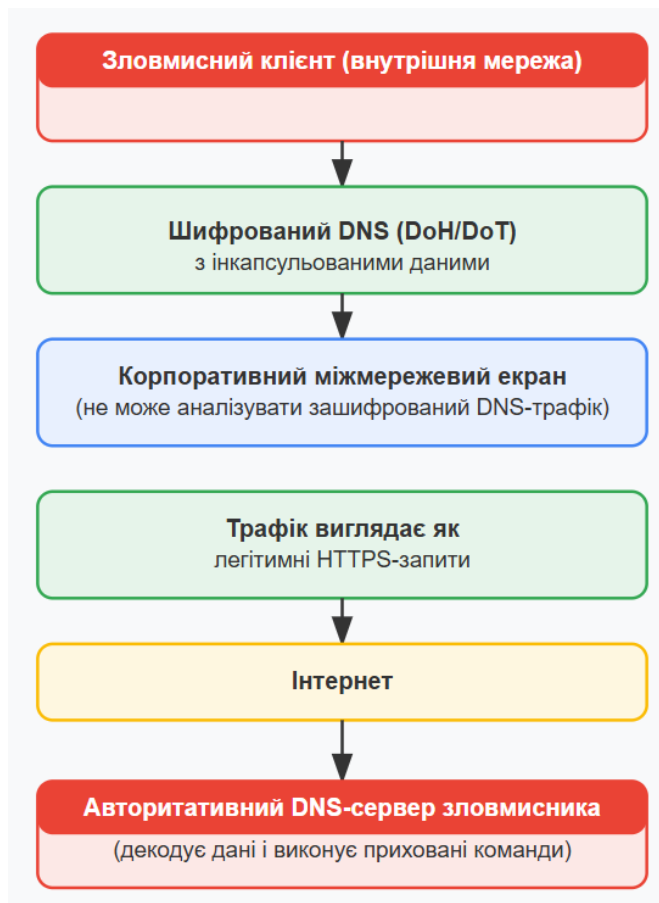 Зловмисний клієнт (внутрішня мережа)
Шифрований DNS (DoH/DoT)
з інкапсульованими даними
Корпоративний міжмережевий екран
(не може аналізувати зашифрований DNS-трафік)
Трафік виглядає як
легітимні HTTPS-запити
Інтернет
Авторитативний DNS-сервер зловмисника
(декодує дані і виконує приховані команди)